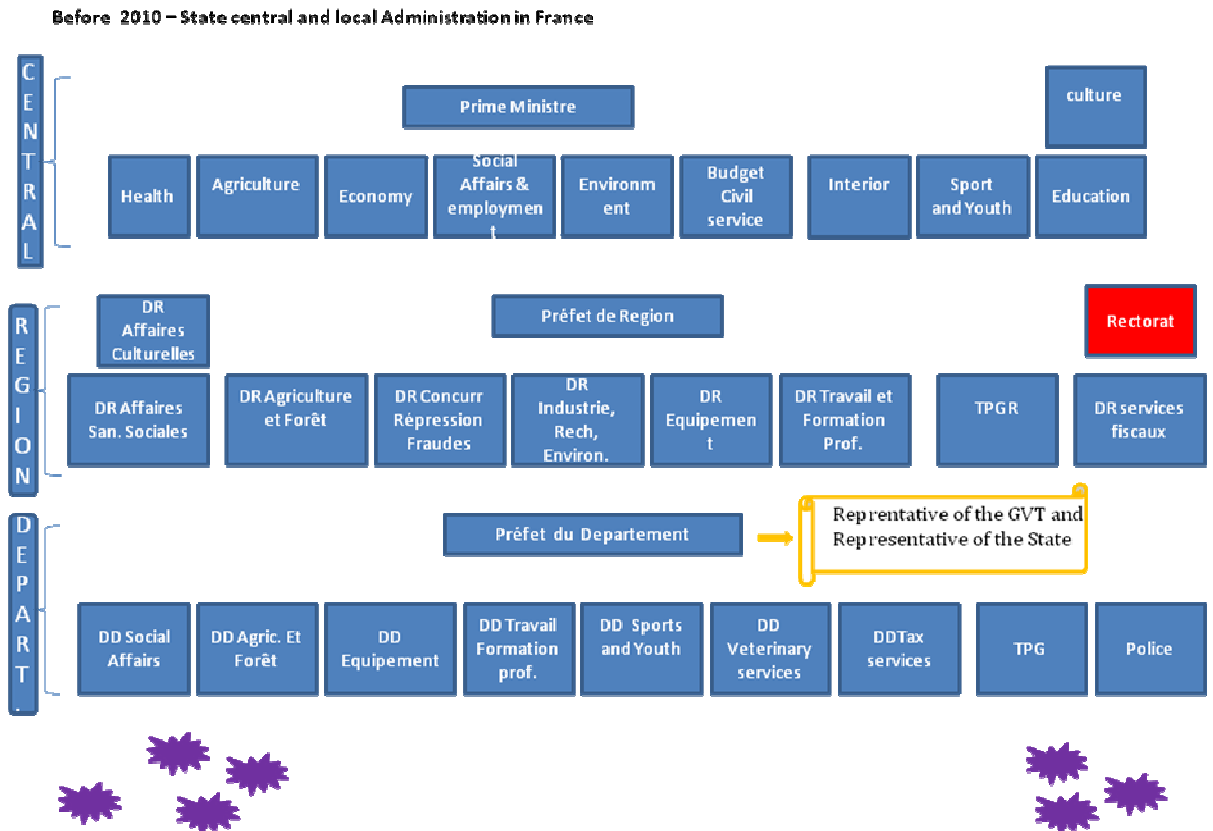 Before 2010 – State central and local Administration in France
CENTRAL
Prime Ministre
culture
Health
Agriculture
Economy
Social
Affairs &
employmen
t
Environm
ent
Budget
Civil
service
Interior
Sport
and Youth
Education
REGION
DR
Affaires
Culturelles
Préfet de Region
Rectorat
DR Affaires
San. Sociales
DR Agriculture
et Forêt
DR Concurr
Répression
Fraudes
DR
Industrie,
Rech,
Environ.
DR
Equipemen
t
DR Travail et
Formation
Prof.
TPGR
DR services
fiscaux
DEPART.
Préfet du Departement
Reprentative of the GVT and
Representative of the State
DD Social
Affairs
DD Agric. Et
Forêt
DD
Equipement
DD Travail
Formation
prof.
DD Sports
and Youth
DD
Veterinary
services
DDTax
services
TPG
Police